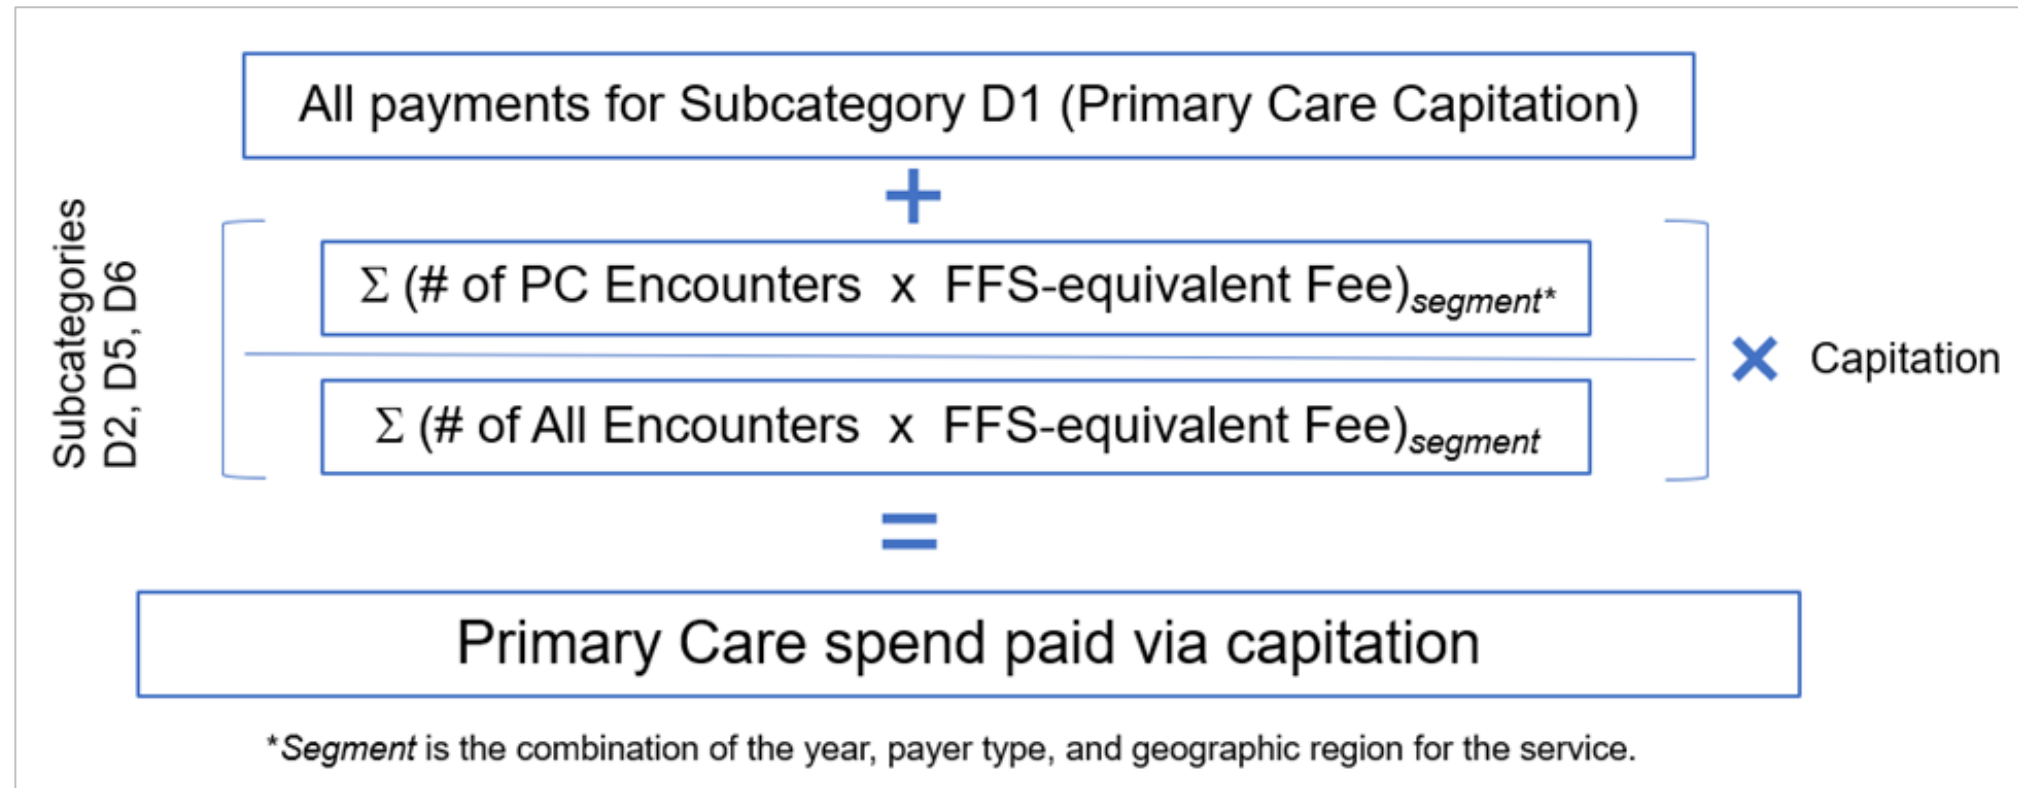 All payments for Subcategory D1 (Primary Care Capitation)
+
Subcategories
D2, D5, D6
Σ (# of PC Encounters x FFS-equivalent Fee)segment*
Σ (# of All Encounters x FFS-equivalent Fee)segment
× Capitation
=
Primary Care spend paid via capitation
*Segment is the combination of the year, payer type, and geographic region for the service.